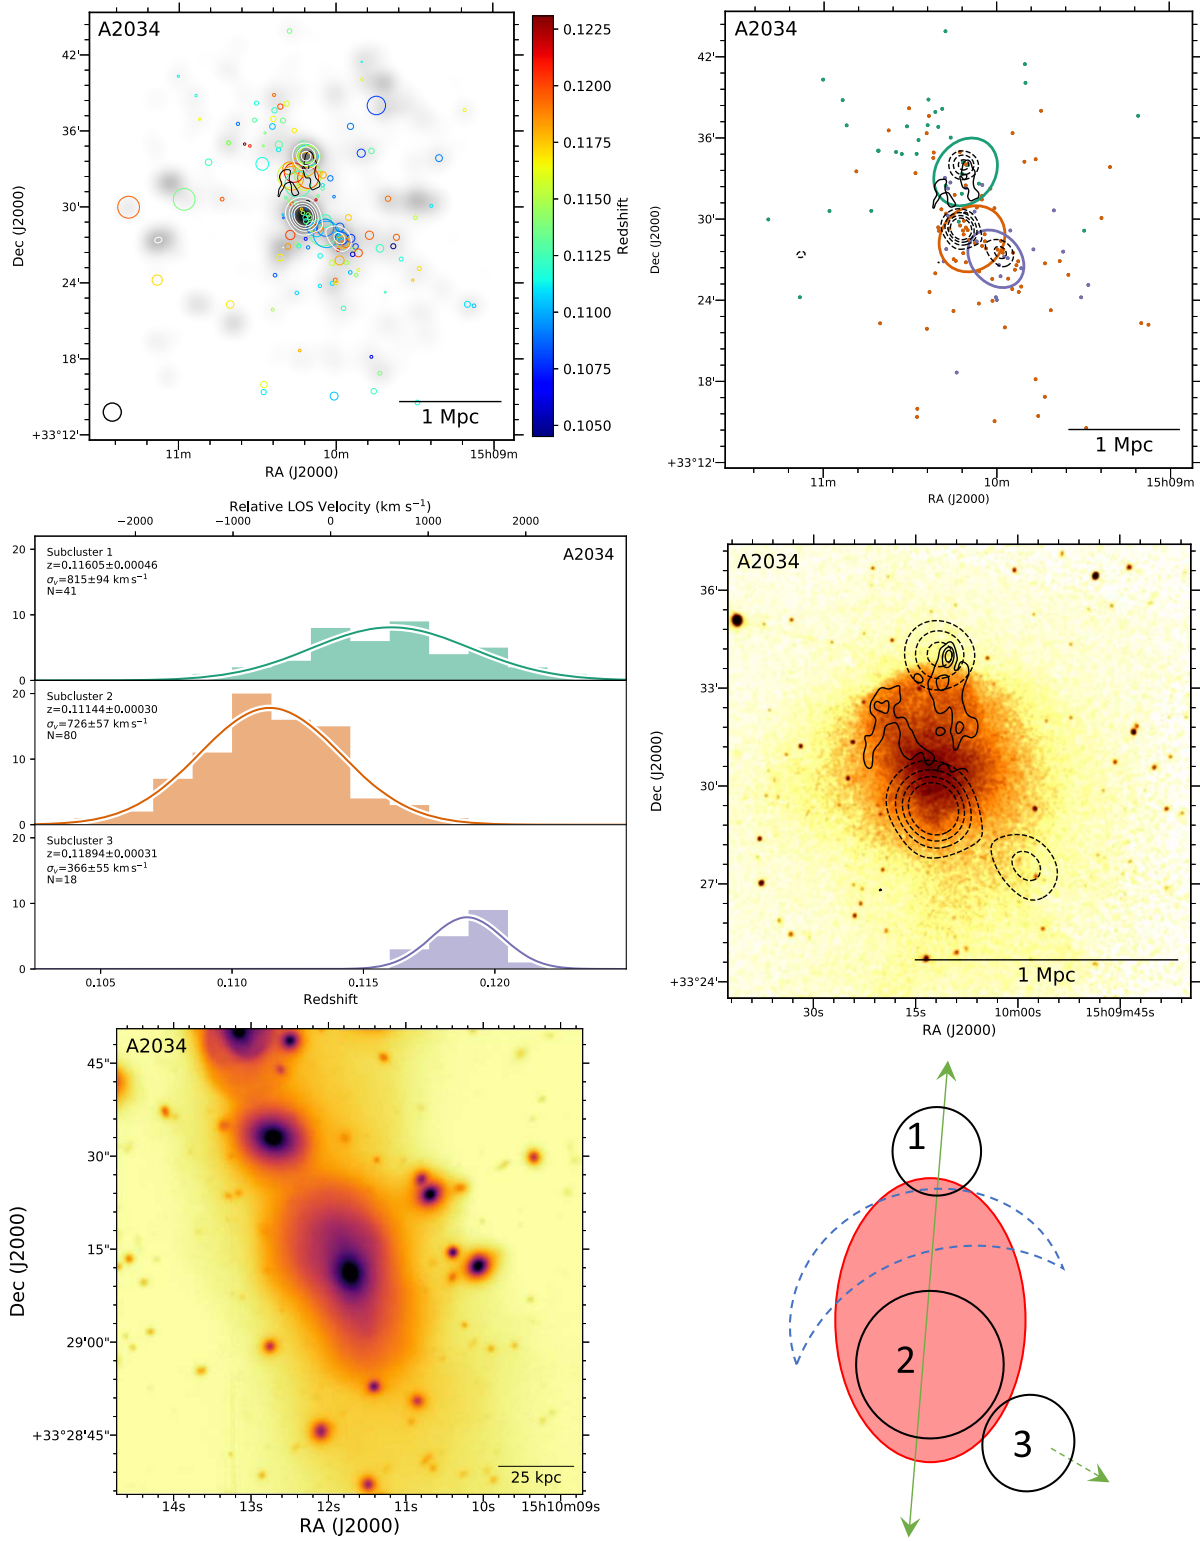 A2034
42'
36'
30'
24'
18'
+33°12'
Dec (J2000)
11m
10m
15h09m
RA (J2000)
1 Mpc
0.1225
0.1200
0.1175
0.1150
0.1125
0.1100
0.1075
0.1050
Redshift
A2034
42'
36'
30'
24'
18'
+33°12'
Dec (J2000)
11m
10m
15h09m
RA (J2000)
1 Mpc
Relative LOS Velocity (km s⁻¹)
−2000
−1000
0
1000
2000
A2034
Subcluster 1
z=0.11605±0.00046
σᵥ=815±94 km s⁻¹
N=41
20
10
0
Subcluster 2
z=0.11144±0.00030
σᵥ=726±57 km s⁻¹
N=80
20
10
0
Subcluster 3
z=0.11894±0.00031
σᵥ=366±55 km s⁻¹
N=18
20
10
0
0.105
0.110
0.115
0.120
Redshift
A2034
36'
33'
30'
27'
+33°24'
Dec (J2000)
30s
15s
10m00s
15h09m45s
RA (J2000)
1 Mpc
A2034
45"
30"
15"
29'00"
+33°28'45"
Dec (J2000)
14s
13s
12s
11s
10s
15h10m09s
RA (J2000)
25 kpc
1
2
3